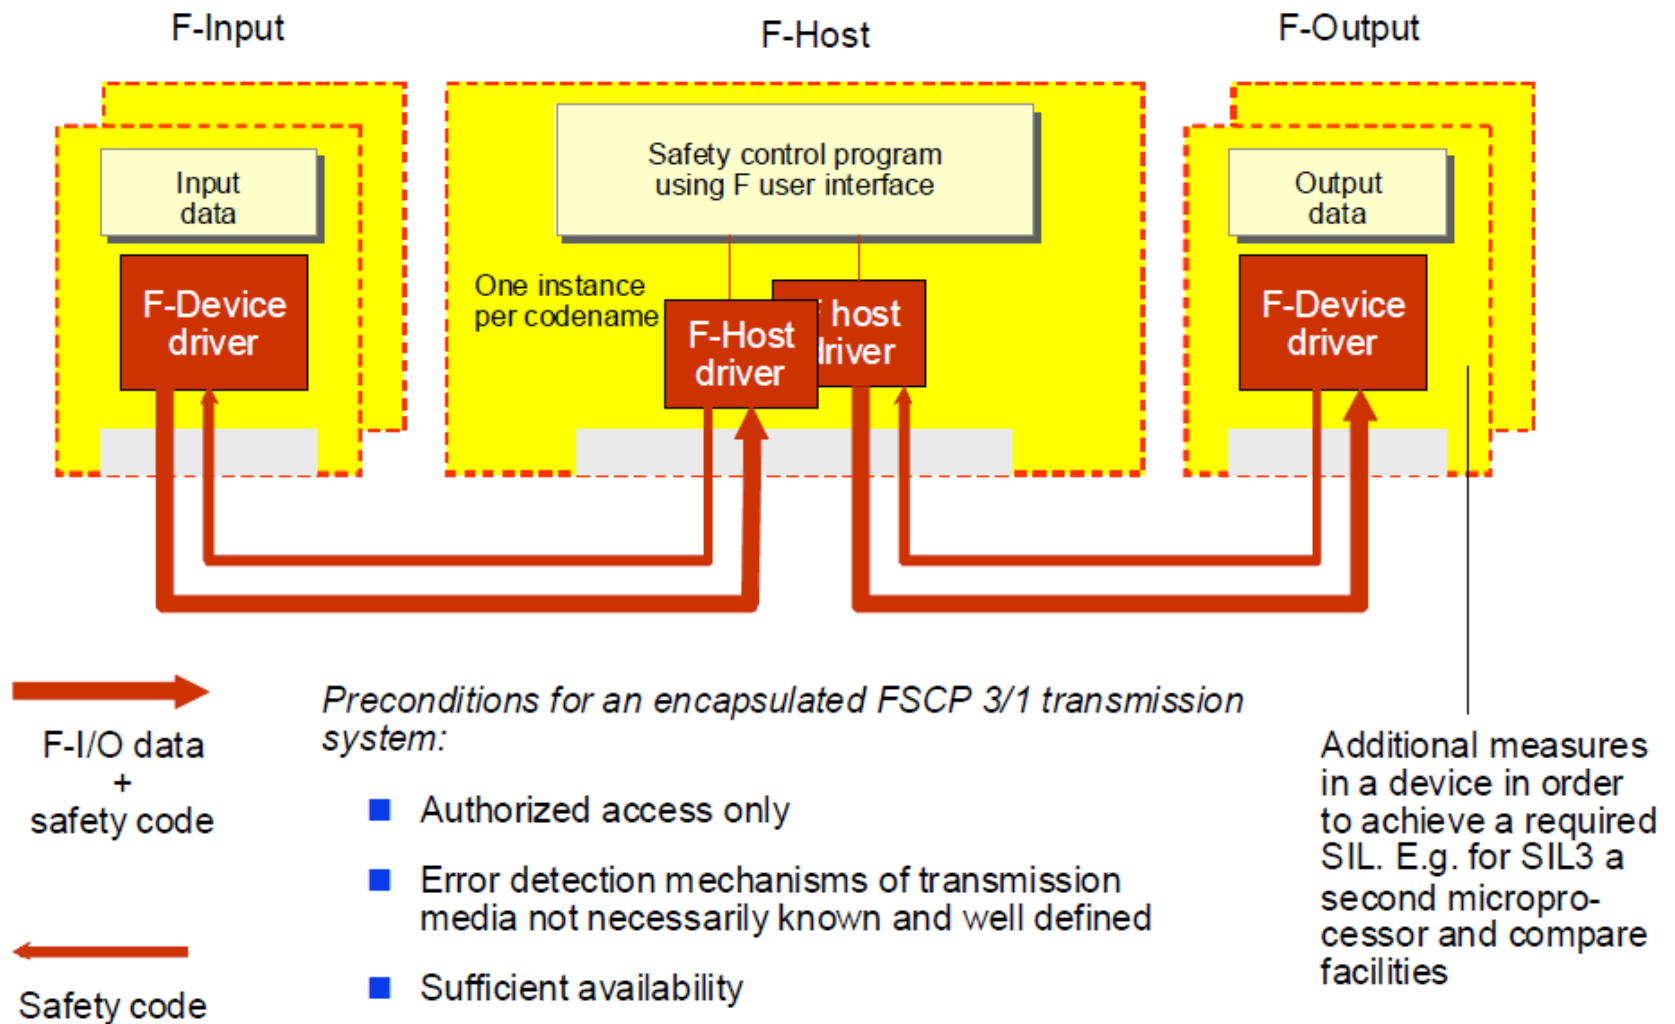 F-Input
F-Host
F-Output
Input
data
F-Device
driver
Safety control program
using F user interface
One instance
per codename
F-Host
driver
host
driver
Output
data
F-Device
driver
F-I/O data
+
safety code
Safety code
Preconditions for an encapsulated FSCP 3/1 transmission
system:
Authorized access only
Error detection mechanisms of transmission
media not necessarily known and well defined
Sufficient availability
Additional measures
in a device in order
to achieve a required
SIL. E.g. for SIL3 a
second micropro-
cessor and compare
facilities